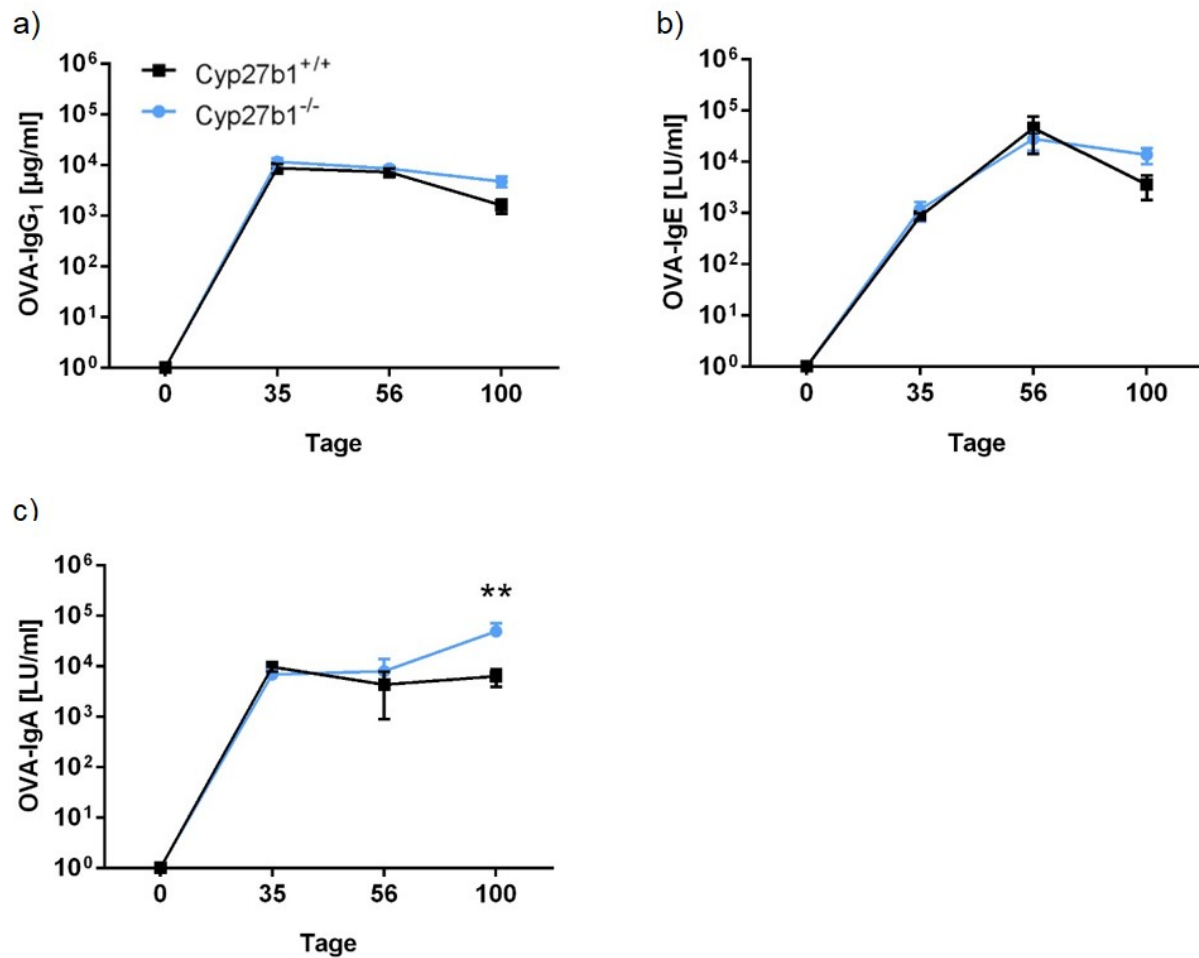 a)
OVA-IgG₁ [µg/ml]
10⁶
10⁵
10⁴
10³
10²
10¹
10⁰
Cyp27b1⁺/⁺
Cyp27b1⁻/⁻
0 35 56 100
Tage
b)
OVA-IgE [LU/ml]
10⁶
10⁵
10⁴
10³
10²
10¹
10⁰
0 35 56 100
Tage
c)
OVA-IgA [LU/ml]
10⁶
10⁵
10⁴
10³
10²
10¹
10⁰
**
0 35 56 100
Tage